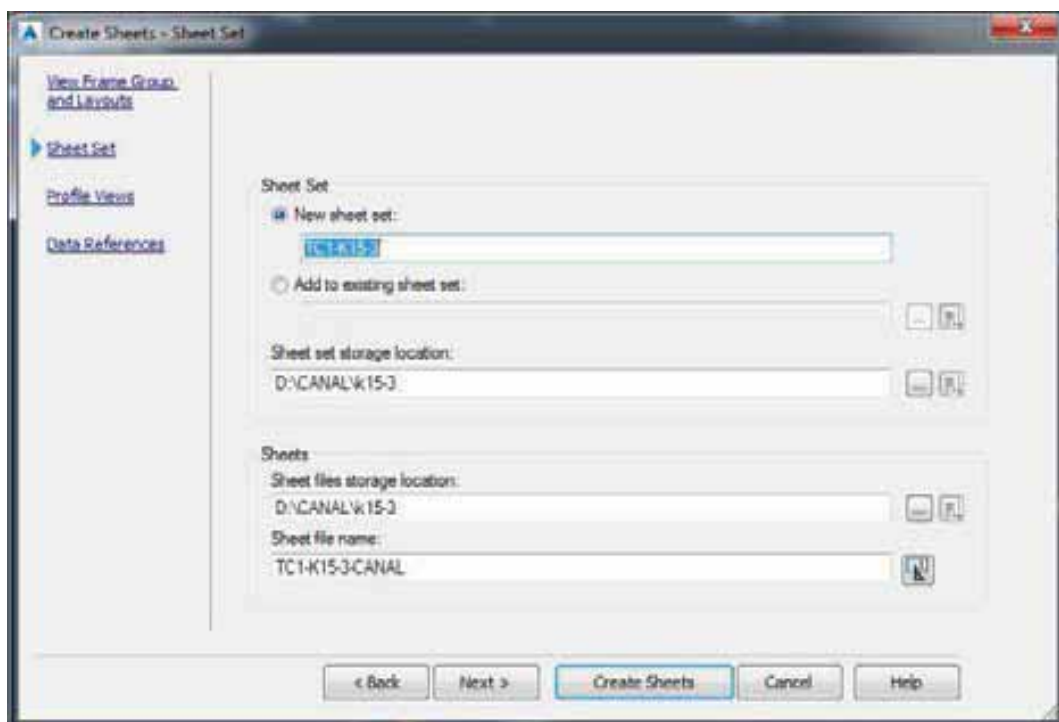 Create Sheets - Sheet Set
View Frame Group
and Layouts
Sheet Set
Profile Views
Data References
Sheet Set
New sheet set:
TC1-K15-3
Add to existing sheet set:
Sheet set storage location:
D:\CANAL\k15-3
Sheets
Sheet files storage location:
D:\CANAL\k15-3
Sheet file name:
TC1-K15-3-CANAL
< Back
Next >
Create Sheets
Cancel
Help